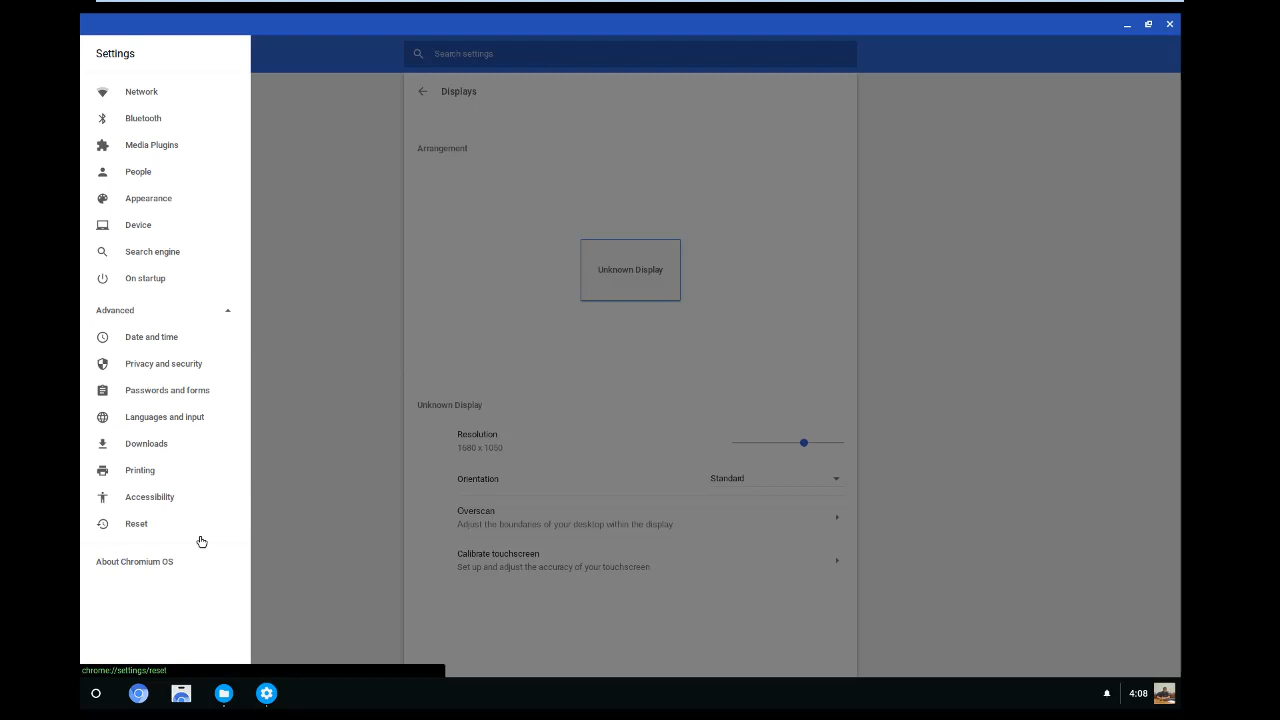 Settings
Search settings
Network
Bluetooth
Media Plugins
People
Appearance
Device
Search engine
On startup
Advanced
Date and time
Privacy and security
Passwords and forms
Languages and input
Downloads
Printing
Accessibility
Reset
About Chromium OS
Displays
Arrangement
Unknown Display
Unknown Display
Resolution
1680 x 1050
Orientation
Standard
Overscan
Adjust the boundaries of your desktop within the display
Calibrate touchscreen
Set up and adjust the accuracy of your touchscreen
chrome://settings/reset
4:08